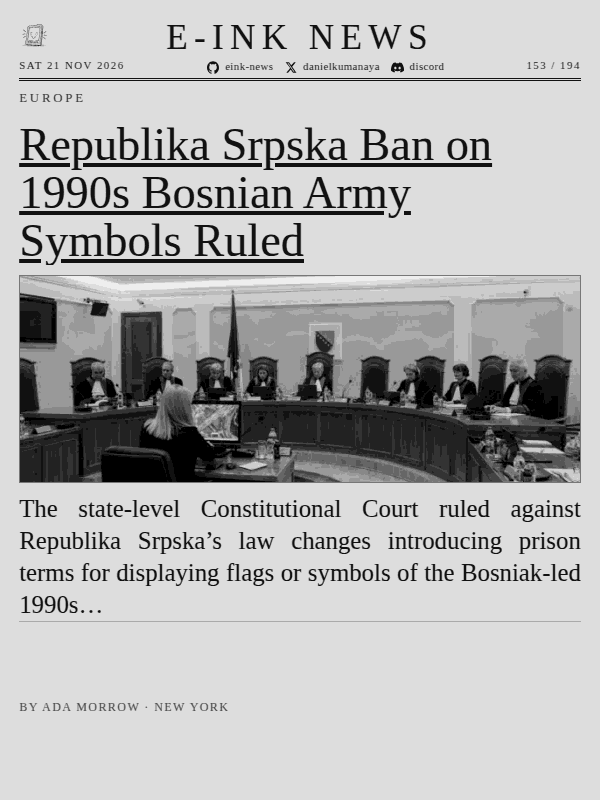 E-INK NEWS
SAT 21 NOV 2026
eink-news
danielkumanaya
discord
153 / 194
EUROPE
Republika Srpska Ban on
1990s Bosnian Army
Symbols Ruled
The state-level Constitutional Court ruled against
Republika Srpska’s law changes introducing prison
terms for displaying flags or symbols of the Bosniak-led
1990s…
BY ADA MORROW · NEW YORK